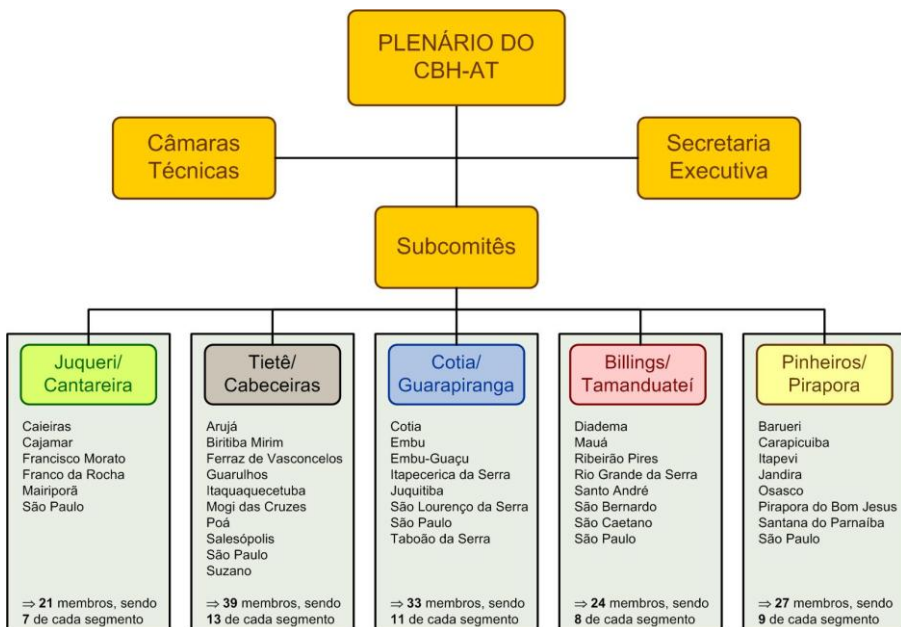 PLENÁRIO DO
CBH-AT
Câmaras
Técnicas
Secretaria
Executiva
Subcomitês
Juqueri/
Cantareira
Caieiras
Cajamar
Francisco Morato
Franco da Rocha
Mairiporã
São Paulo
⇒ 21 membros, sendo
7 de cada segmento
Tietê/
Cabeceiras
Arujá
Biritiba Mirim
Ferraz de Vasconcelos
Guarulhos
Itaquaquecetuba
Mogi das Cruzes
Poá
Salesópolis
São Paulo
Suzano
⇒ 39 membros, sendo
13 de cada segmento
Cotia/
Guarapiranga
Cotia
Embu
Embu-Guaçu
Itapecerica da Serra
Juquitiba
São Lourenço da Serra
São Paulo
Taboão da Serra
⇒ 33 membros, sendo
11 de cada segmento
Billings/
Tamanduateí
Diadema
Mauá
Ribeirão Pires
Rio Grande da Serra
Santo André
São Bernardo
São Caetano
São Paulo
⇒ 24 membros, sendo
8 de cada segmento
Pinheiros/
Pirapora
Barueri
Carapicuiba
Itapevi
Jandira
Osasco
Pirapora do Bom Jesus
Santana do Parnaíba
São Paulo
⇒ 27 membros, sendo
9 de cada segmento